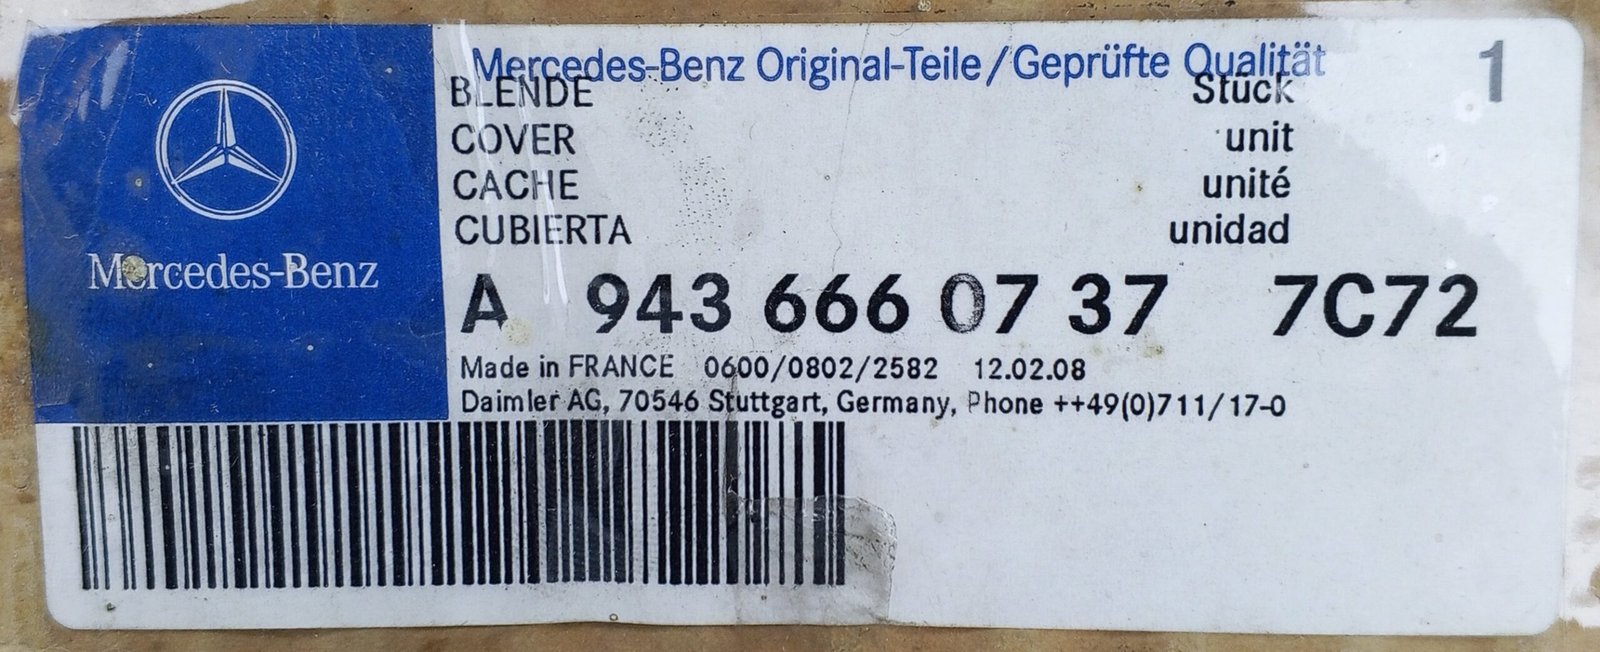 Mercedes-Benz Original-Teile/Geprüfte Qualität 1
BLENDE Stück
COVER unit
CACHE unité
CUBIERTA unidad
Mercedes-Benz
A 943 666 07 37 7C72
Made in FRANCE 0600/0802/2582 12.02.08
Daimler AG, 70546 Stuttgart, Germany, Phone ++49(0)711/17-0